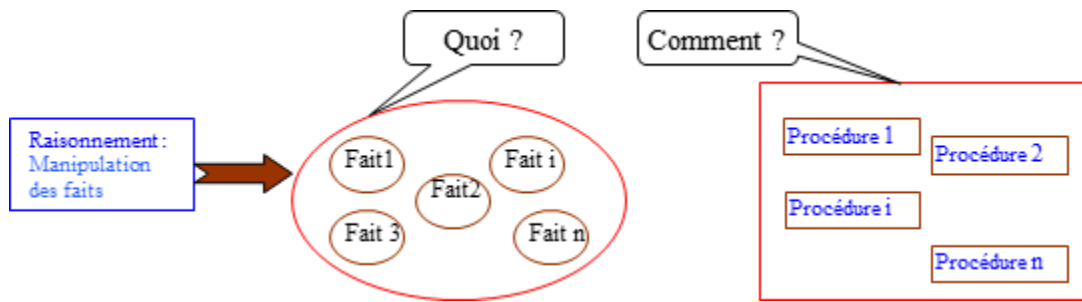 Quoi ?
Comment ?
Raisonnement :
Manipulation
des faits
Fait1
Fait i
Fait2
Fait 3
Fait n
Procédure 1
Procédure 2
Procédure i
Procédure n